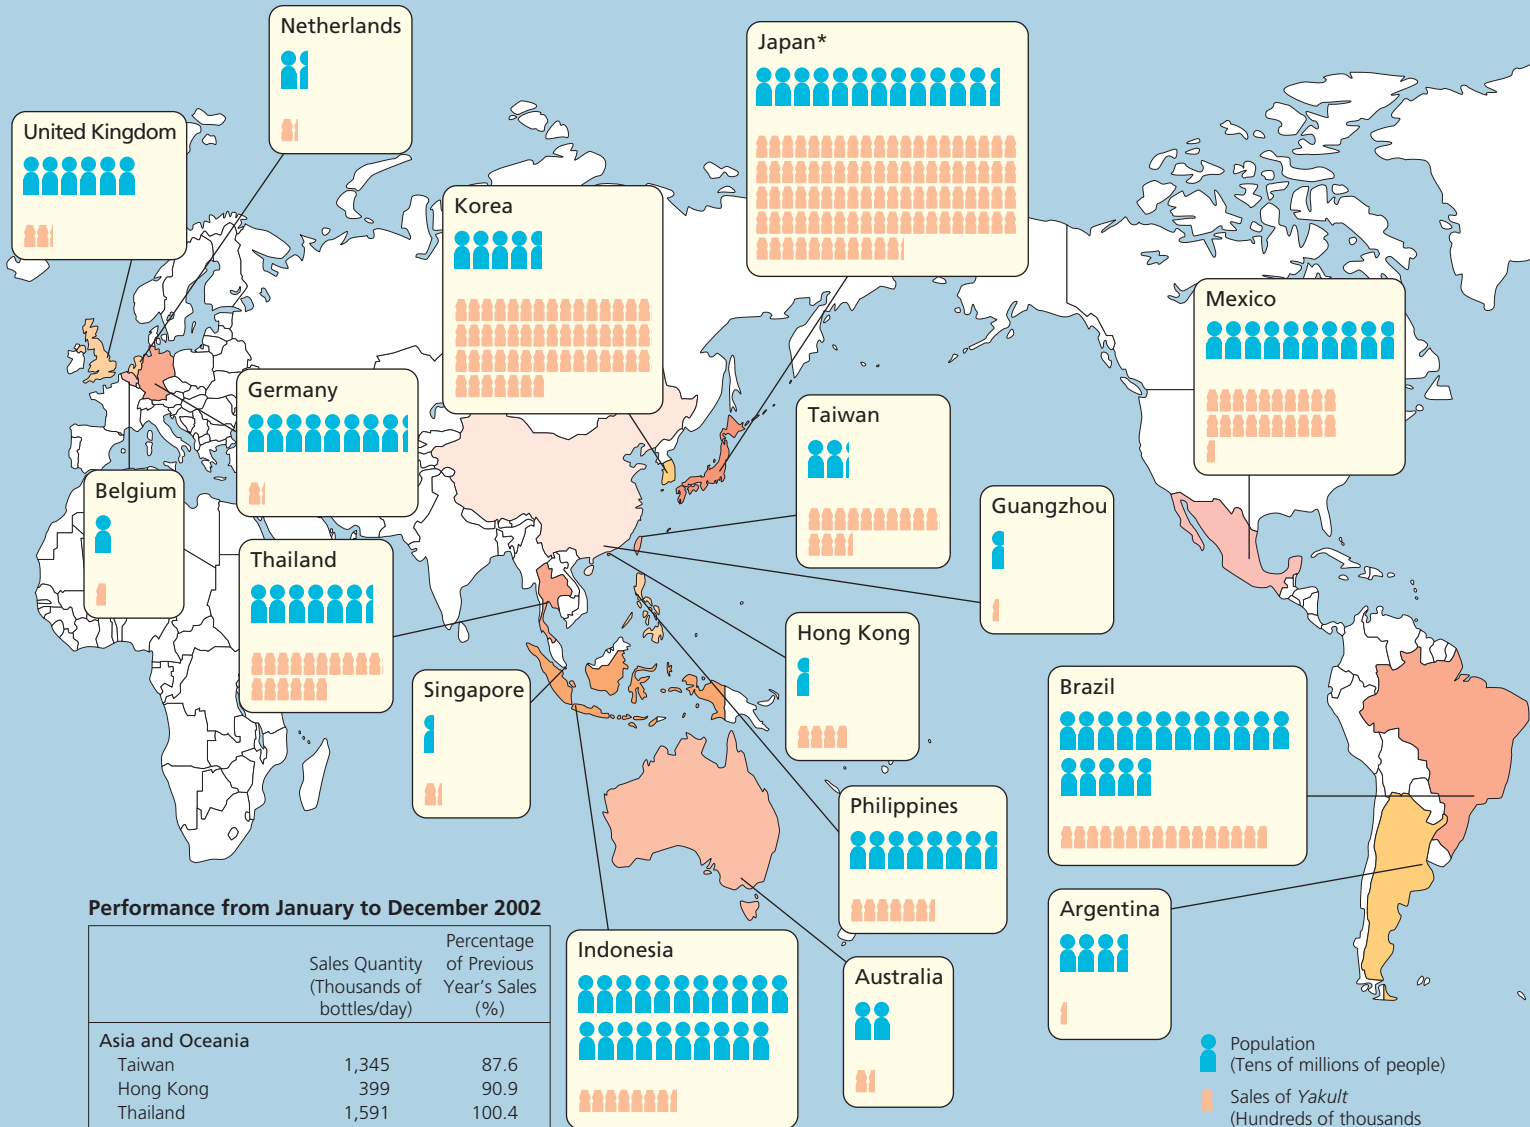 Netherlands
Japan*
United Kingdom
Korea
Mexico
Germany
Taiwan
Belgium
Guangzhou
Thailand
Hong Kong
Singapore
Brazil
Philippines
Argentina
Indonesia
Australia
Performance from January to December 2002
Sales Quantity
(Thousands of
bottles/day)
Percentage
of Previous
Year's Sales
(%)
Asia and Oceania
Taiwan 1,345 87.6
Hong Kong 399 90.9
Thailand 1,591 100.4
Population
(Tens of millions of people)
Sales of Yakult
(Hundreds of thousands